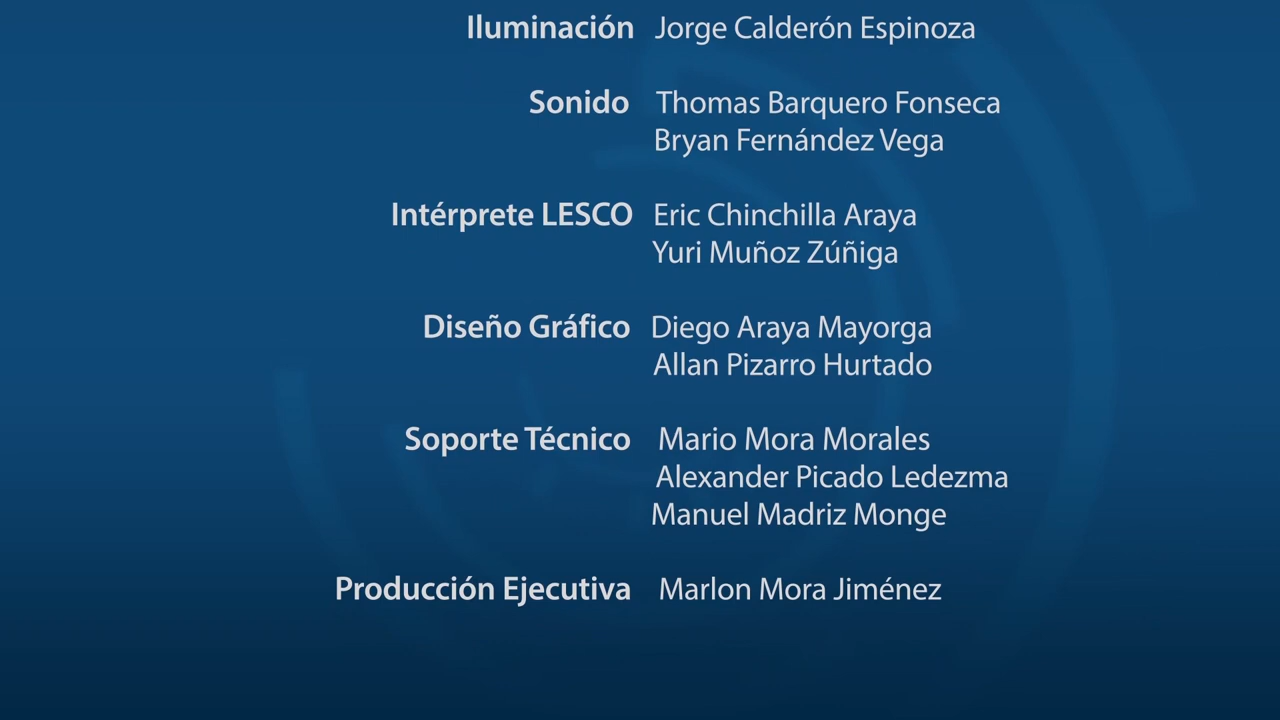 Iluminación Jorge Calderón Espinoza
Sonido Thomas Barquero Fonseca
Bryan Fernández Vega
Intérprete LESCO Eric Chinchilla Araya
Yuri Muñoz Zúñiga
Diseño Gráfico Diego Araya Mayorga
Allan Pizarro Hurtado
Soporte Técnico Mario Mora Morales
Alexander Picado Ledezma
Manuel Madriz Monge
Producción Ejecutiva Marlon Mora Jiménez